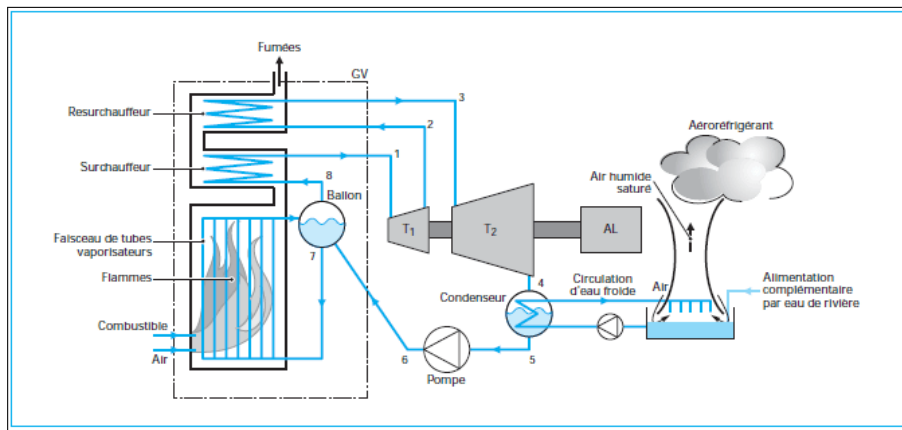 Fumées
GV
Resurchauffeur
3
2
Surchauffeur
1
8
Ballon
Faisceau de tubes
vaporisateurs
7
Flammes
Combustible
Air
6
Pompe
5
T1
T2
AL
4
Condenseur
Circulation
d'eau froide
Aéroréfrigérant
Air humide
saturé
Air
Alimentation
complémentaire
par eau de rivière